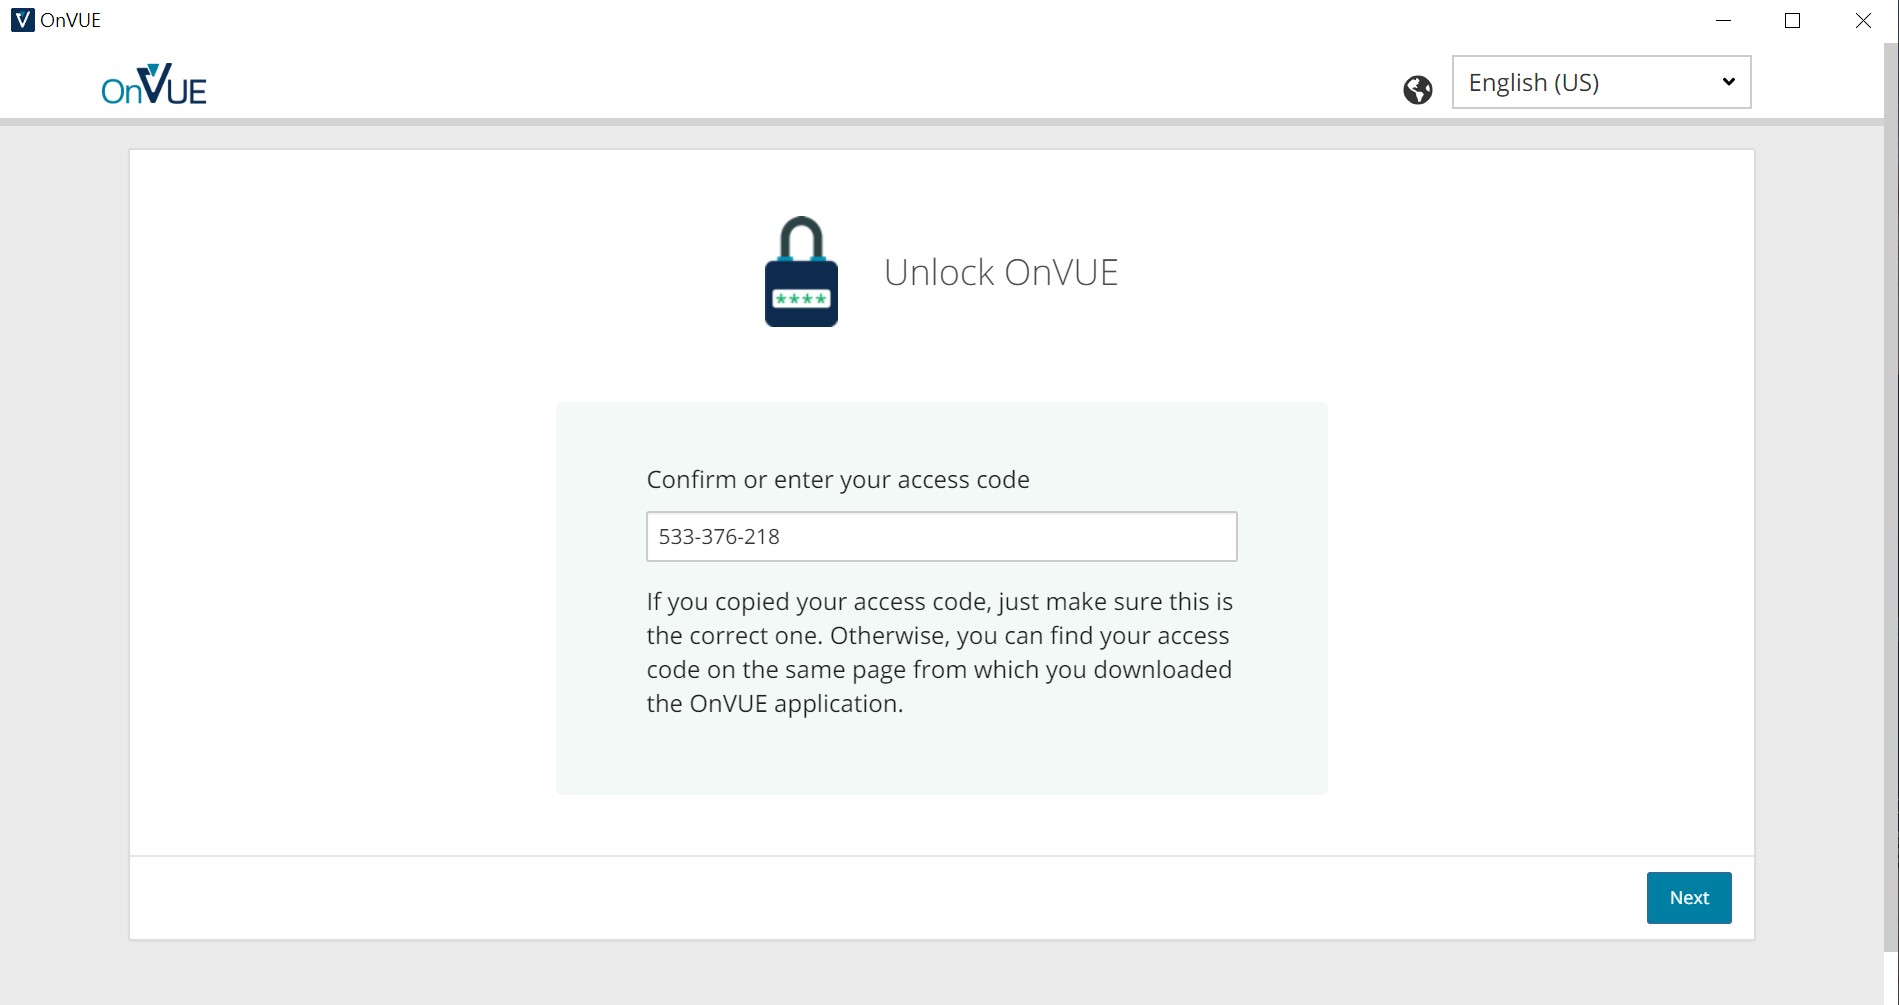 OnVUE
OnVUE
English (US)
****
Unlock OnVUE
Confirm or enter your access code
533-376-218
If you copied your access code, just make sure this is
the correct one. Otherwise, you can find your access
code on the same page from which you downloaded
the OnVUE application.
Next